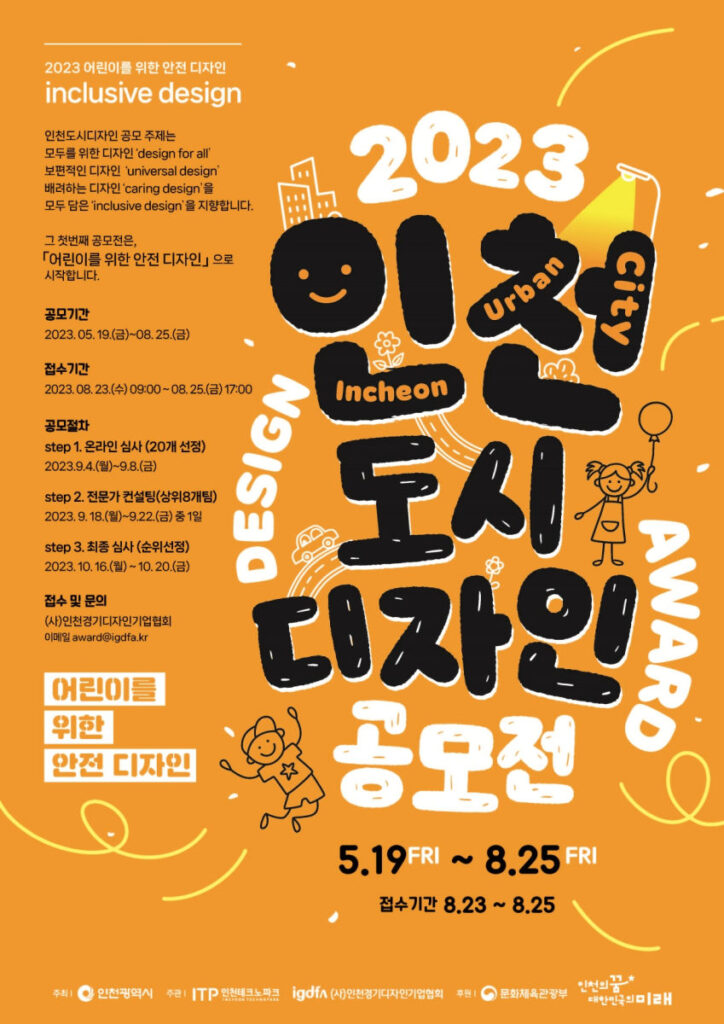 2023 어린이를 위한 안전 디자인
inclusive design
인천도시디자인 공모 주제는
모두를 위한 디자인 ‘design for all’
보편적인 디자인 ‘universal design’
배려하는 디자인 ‘caring design’을
모두 담은 ‘inclusive design’을 지향합니다.
그 첫번째 공모전은,
「어린이를 위한 안전 디자인」 으로
시작합니다.
공모기간
2023. 05. 19.(금)~08. 25.(금)
접수기간
2023. 08. 23.(수) 09:00 ~ 08. 25.(금) 17:00
공모절차
step 1. 온라인 심사 (20개 선정)
2023.9.4.(월)~9.8.(금)
step 2. 전문가 컨설팅(상위8개팀)
2023. 9. 18.(월)~9.22.(금) 중 1일
step 3. 최종 심사 (순위선정)
2023. 10. 16.(월) ~ 10. 20.(금)
접수 및 문의
(사)인천경기디자인기업협회
이메일 award@igdfa.kr
어린이를
위한
안전 디자인
2023
인천
Incheon
Urban
City
도시
디자인
공모전
DESIGN
AWARD
5.19 FRI ~ 8.25 FRI
접수기간 8.23 ~ 8.25
주최 | 인천광역시 주관 | ITP 인천테크노파크 igdfa (사)인천경기디자인기업협회 후원 | 문화체육관광부
인천의 꿈
대한민국의 미래